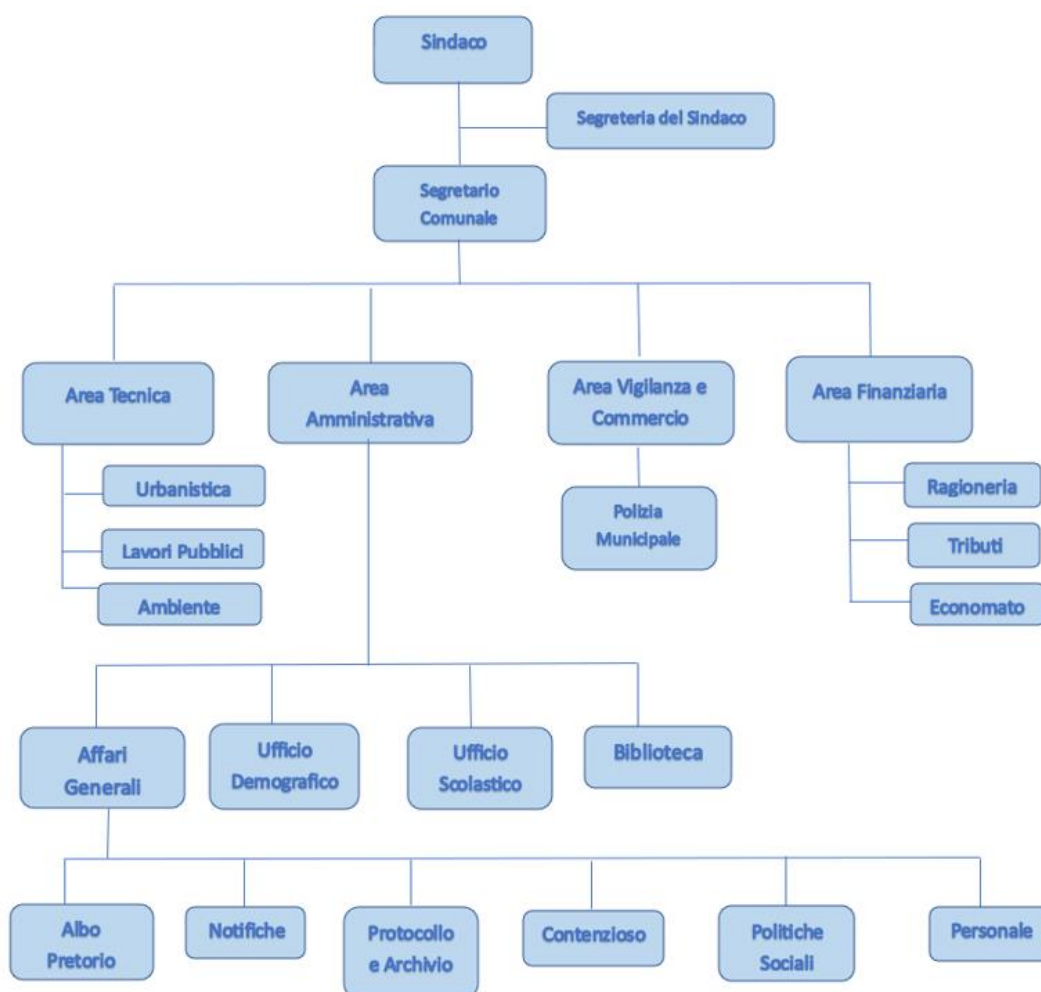 Sindaco
Segreteria del Sindaco
Segretario
Comunale
Area Tecnica
Area
Amministrativa
Area Vigilanza e
Commercio
Area Finanziaria
Urbanistica
Lavori Pubblici
Ambiente
Polizia
Municipale
Ragioneria
Tributi
Economato
Affari
Generali
Ufficio
Demografico
Ufficio
Scolastico
Biblioteca
Albo
Pretorio
Notifiche
Protocollo
e Archivio
Contenzioso
Politiche
Sociali
Personale